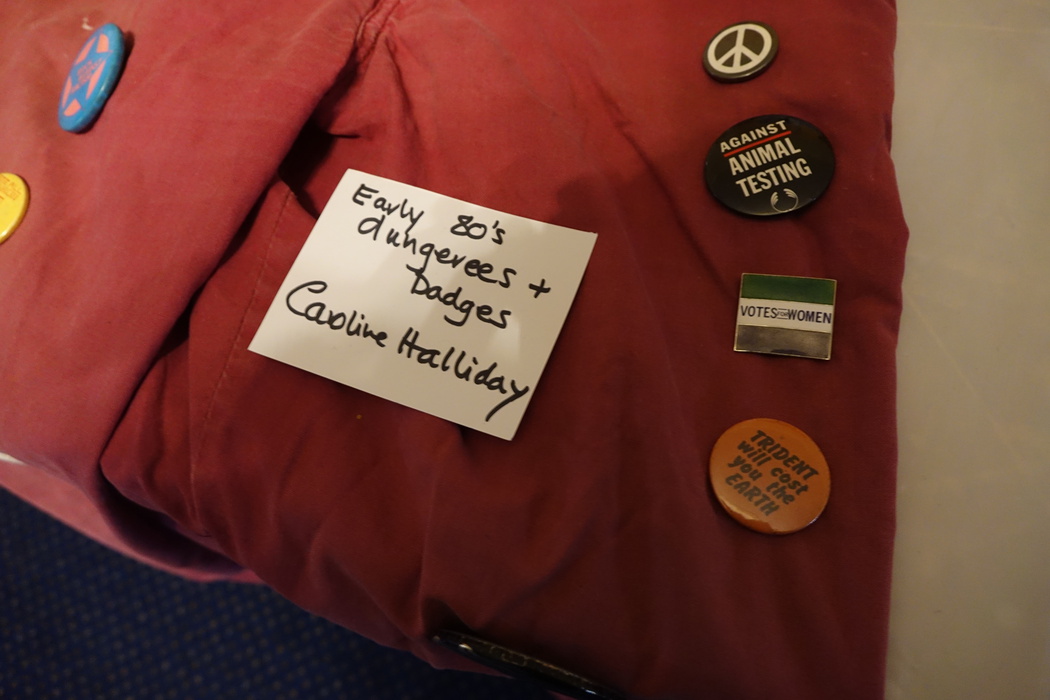 Early 80's
dungerees +
badges
Caroline Halliday
AGAINST
ANIMAL
TESTING
VOTES FOR WOMEN
TRIDENT
will cost
you the
EARTH